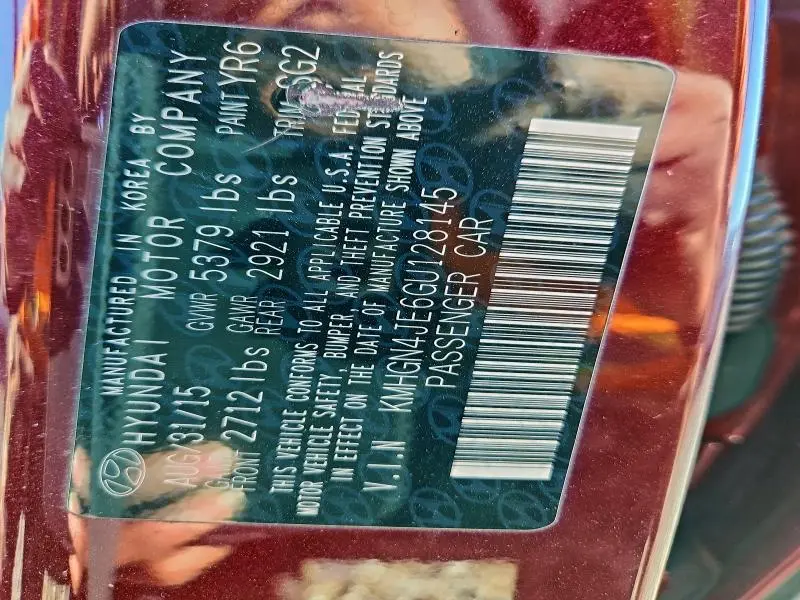 MANUFACTURED IN KOREA BY
HYUNDAI MOTOR COMPANY
AUG/31/15 GVWR 5379 lbs PAINT YR6
GAWR GAWR
FRONT 2712 lbs REAR 2921 lbs TRIM
THIS VEHICLE CONFORMS TO ALL APPLICABLE U.S.A. FEDERAL
MOTOR VEHICLE SAFETY, BUMPER, AND THEFT PREVENTION STANDARDS
IN EFFECT ON THE DATE OF MANUFACTURE SHOWN ABOVE
V.I.N KMHGN4JE6GU128145
PASSENGER CAR